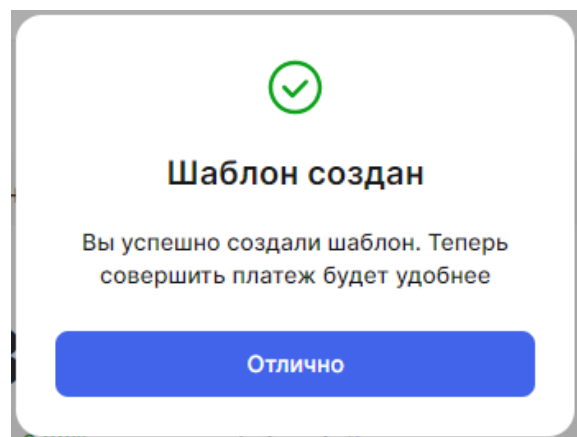 Шаблон создан
Вы успешно создали шаблон. Теперь
совершить платеж будет удобнее
Отлично